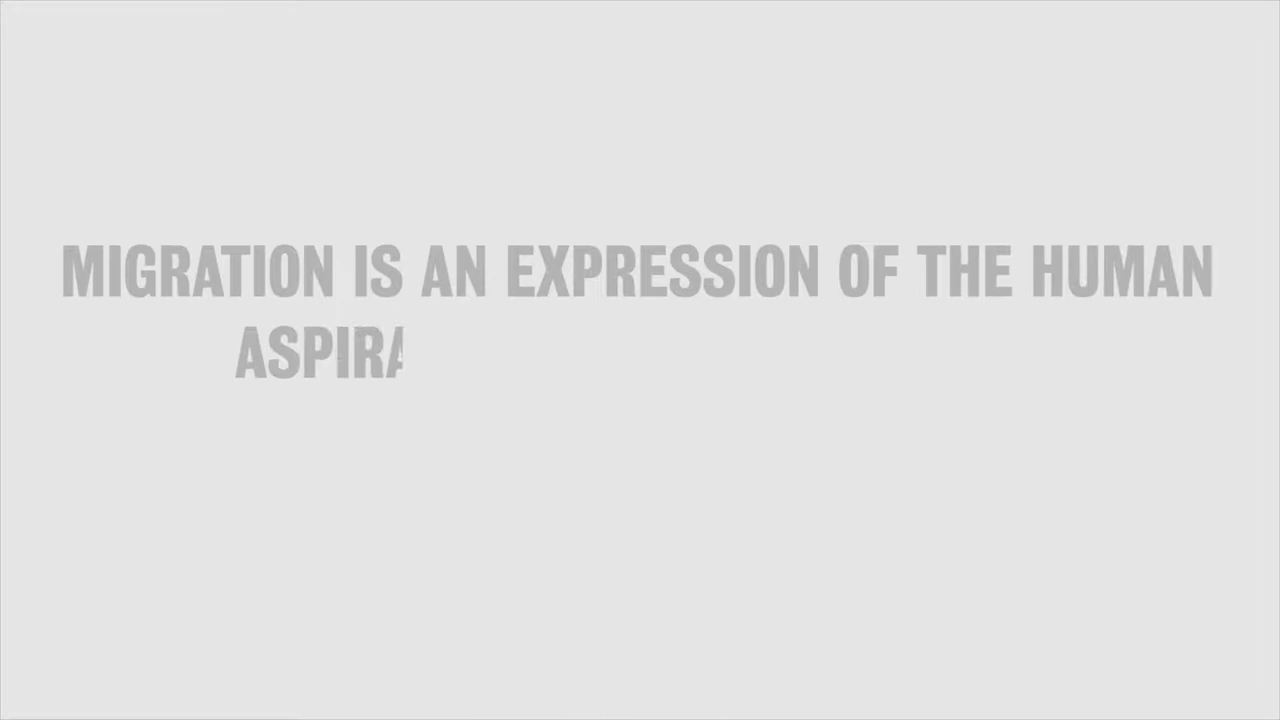 MIGRATION IS AN EXPRESSION OF THE HUMAN
ASPIRA